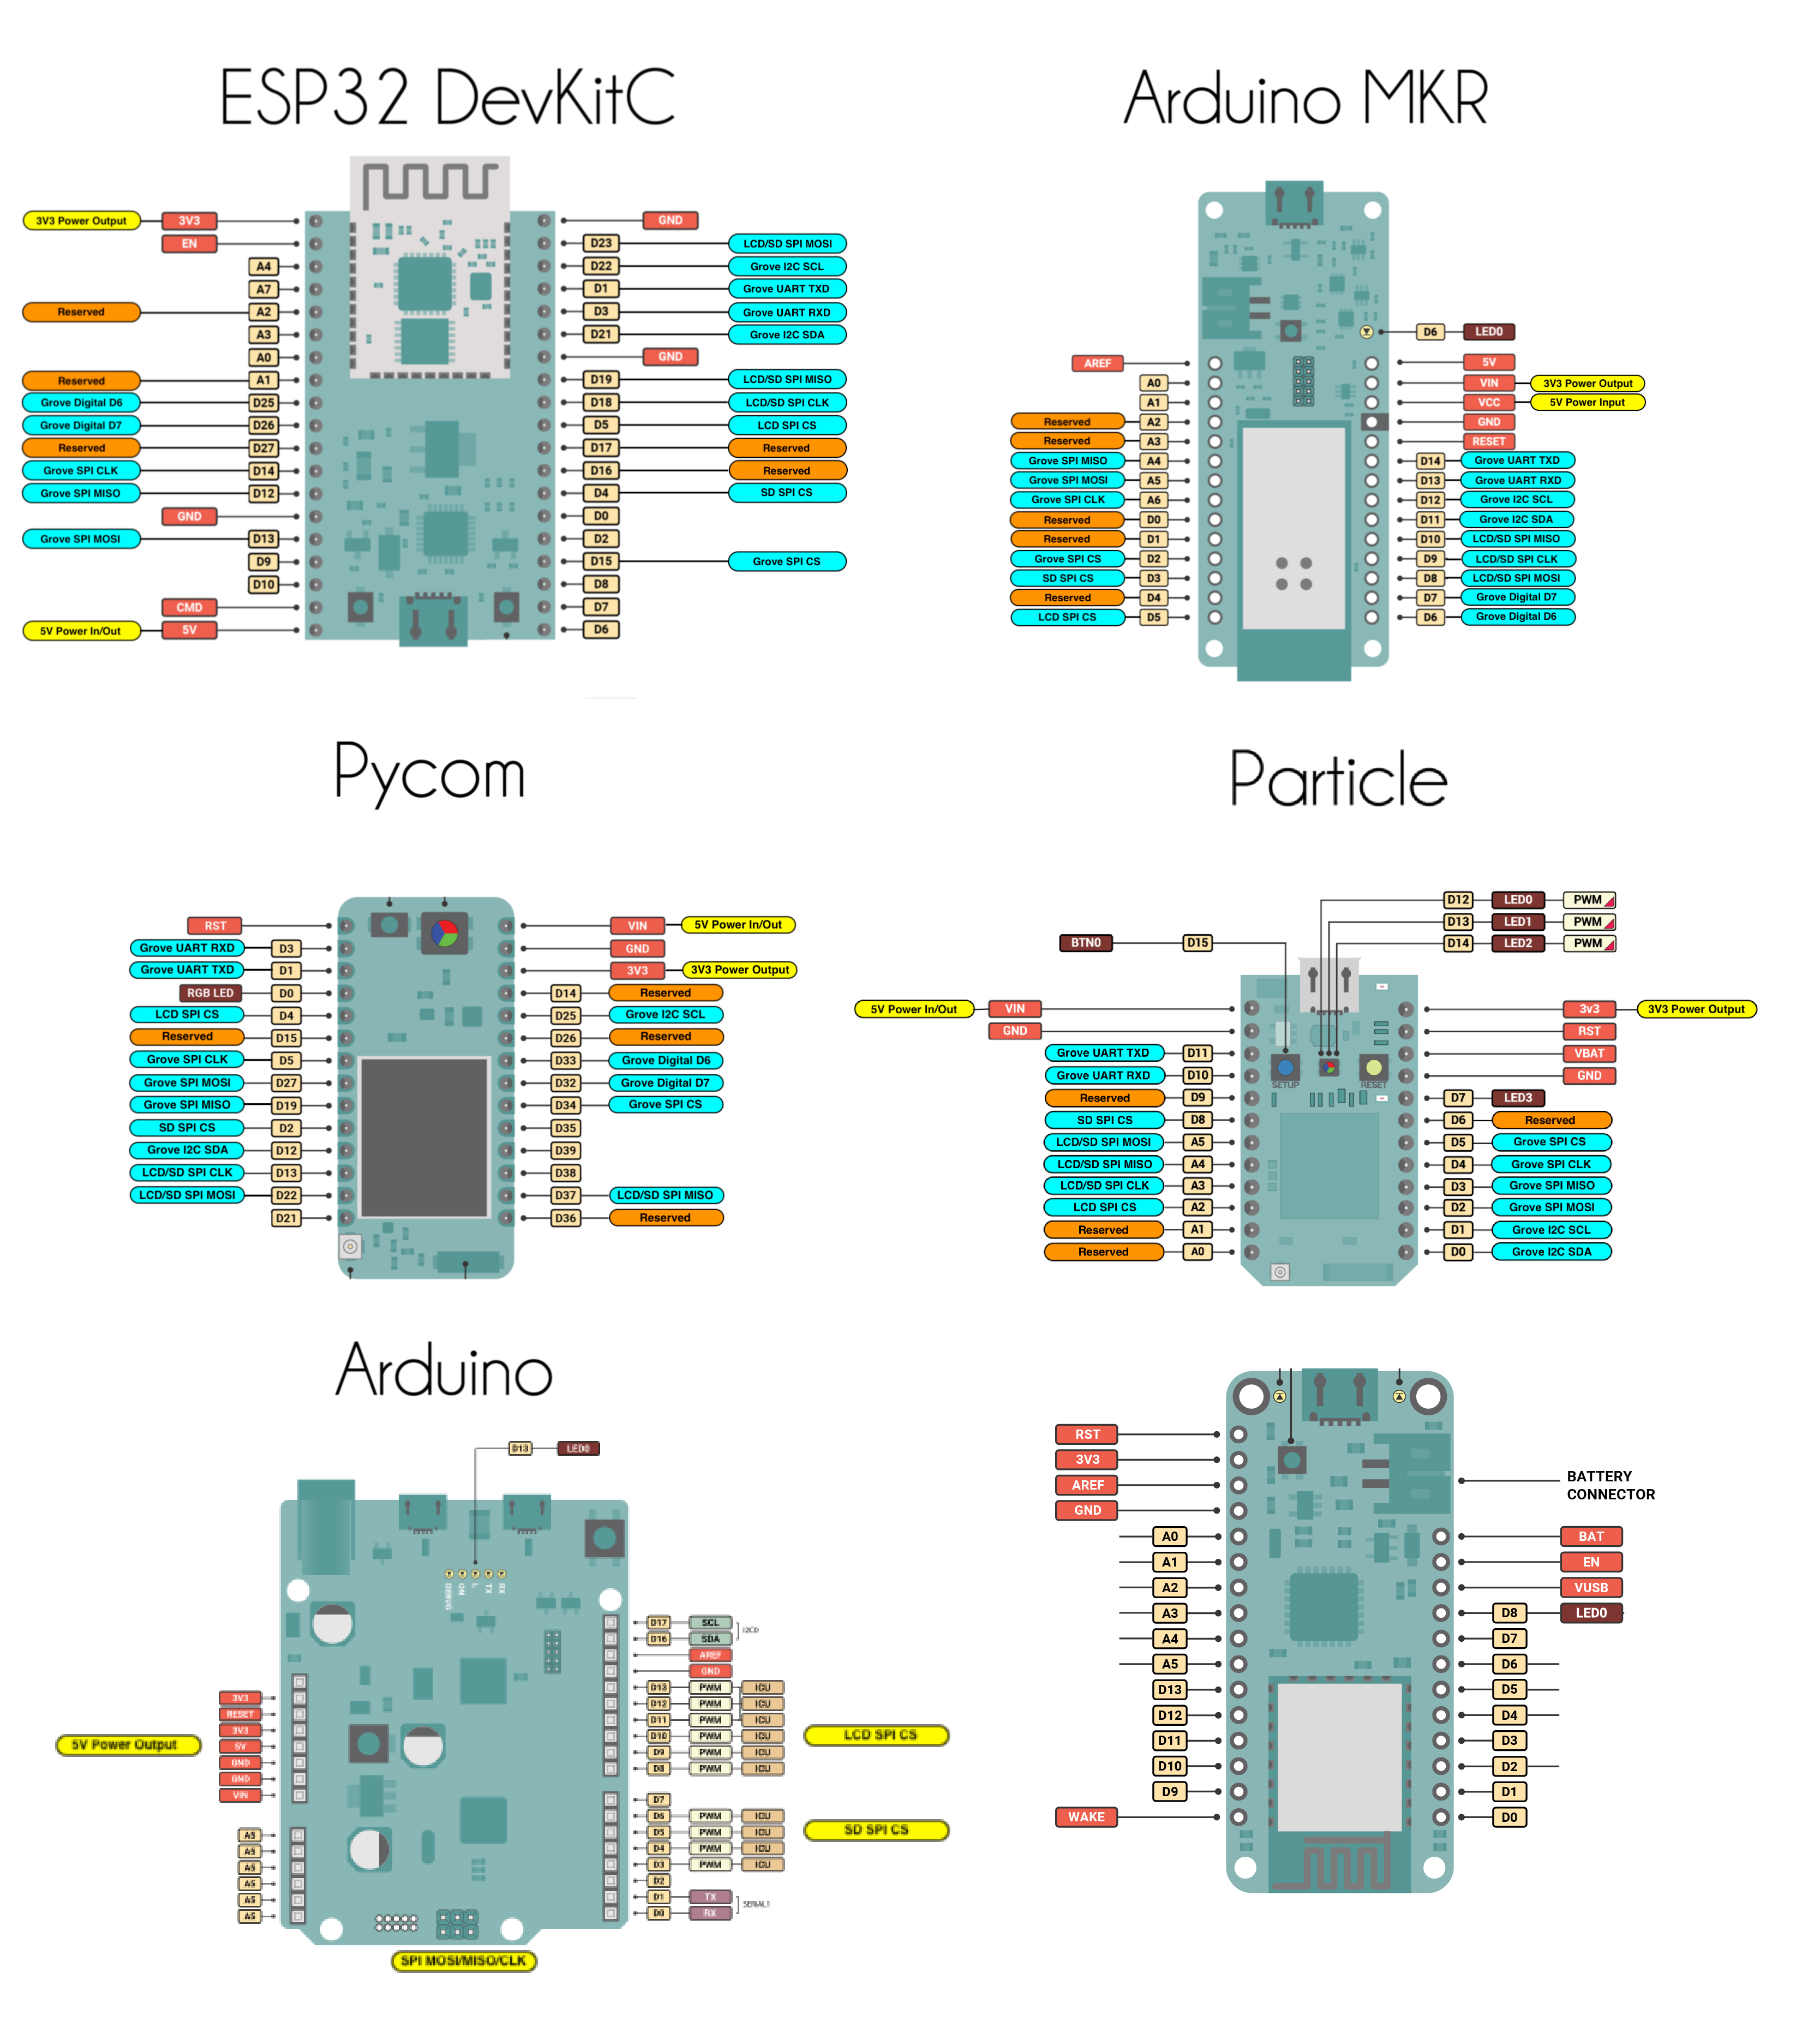 ESP32 DevKitC
3V3 Power Output 3V3
EN
A4
A7
Reserved A2
A3
A0
Reserved A1
Grove Digital D6 D25
Grove Digital D7 D26
Reserved D27
Grove SPI CLK D14
Grove SPI MISO D12
GND
Grove SPI MOSI D13
D9
D10
CMD
5V Power In/Out 5V
GND
D23 LCD/SD SPI MOSI
D22 Grove I2C SCL
D1 Grove UART TXD
D3 Grove UART RXD
D21 Grove I2C SDA
GND
D19 LCD/SD SPI MISO
D18 LCD/SD SPI CLK
D5 LCD SPI CS
D17 Reserved
D16 Reserved
D4 SD SPI CS
D0
D2
D15 Grove SPI CS
D8
D7
D6
Arduino MKR
AREF
A0
A1
Reserved A2
Reserved A3
Grove SPI MISO A4
Grove SPI MOSI A5
Grove SPI CLK A6
Reserved D0
Reserved D1
Grove SPI CS D2
SD SPI CS D3
Reserved D4
LCD SPI CS D5
D6 LED0
5V
VIN 3V3 Power Output
VCC 5V Power Input
GND
RESET
D14 Grove UART TXD
D13 Grove UART RXD
D12 Grove I2C SCL
D11 Grove I2C SDA
D10 LCD/SD SPI MISO
D9 LCD/SD SPI CLK
D8 LCD/SD SPI MOSI
D7 Grove Digital D7
D6 Grove Digital D6
Pycom
RST
Grove UART RXD D3
Grove UART TXD D1
RGB LED D0
LCD SPI CS D4
Reserved D15
Grove SPI CLK D5
Grove SPI MOSI D27
Grove SPI MISO D19
SD SPI CS D2
Grove I2C SDA D12
LCD/SD SPI CLK D13
LCD/SD SPI MOSI D22
D21
VIN 5V Power In/Out
GND
3V3 3V3 Power Output
D14 Reserved
D25 Grove I2C SCL
D26 Reserved
D33 Grove Digital D6
D32 Grove Digital D7
D34 Grove SPI CS
D35
D39
D38
D37 LCD/SD SPI MISO
D36 Reserved
Particle
D12 LED0 PWM
D13 LED1 PWM
D14 LED2 PWM
BTN0 D15
5V Power In/Out VIN
GND
Grove UART TXD D11
Grove UART RXD D10
Reserved D9
SD SPI CS D8
LCD/SD SPI MOSI A5
LCD/SD SPI MISO A4
LCD/SD SPI CLK A3
LCD SPI CS A2
Reserved A1
Reserved A0
SETUP RESET
3v3 3V3 Power Output
RST
VBAT
GND
D7 LED3
D6 Reserved
D5 Grove SPI CS
D4 Grove SPI CLK
D3 Grove SPI MISO
D2 Grove SPI MOSI
D1 Grove I2C SCL
D0 Grove I2C SDA
Arduino
D13 LED0
DEBUG ON L TX RX
3V3
RESET
3V3
5V Power Output 5V
GND
GND
VIN
A5
A5
A5
A5
A5
A5
D17 SCL
I2C0
D16 SDA
AREF
GND
D13 PWM ICU
D12 PWM ICU
D11 PWM ICU
D10 PWM ICU LCD SPI CS
D9 PWM ICU
D8 PWM ICU
D7
D6 PWM ICU
D5 PWM ICU SD SPI CS
D4 PWM ICU
D3 PWM ICU
D2
D1 TX
SERIAL1
D0 RX
SPI MOSI/MISO/CLK
RST
3V3
AREF
GND
A0
A1
A2
A3
A4
A5
D13
D12
D11
D10
D9
WAKE
BATTERY
CONNECTOR
BAT
EN
VUSB
D8 LED0
D7
D6
D5
D4
D3
D2
D1
D0